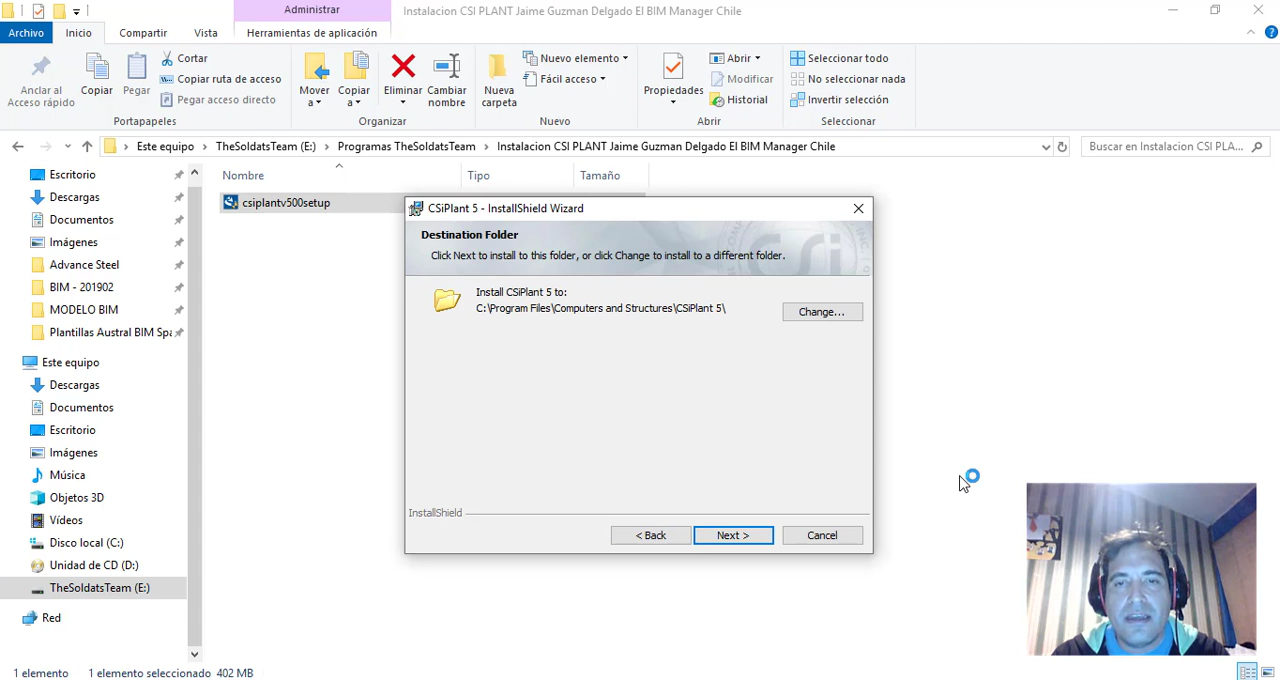 Administrar
Instalacion CSI PLANT Jaime Guzman Delgado El BIM Manager Chile
Archivo
Inicio
Compartir
Vista
Herramientas de aplicación
Anclar al
Acceso rápido
Copiar
Pegar
Cortar
Copiar ruta de acceso
Pegar acceso directo
Portapapeles
Mover
a
Copiar
a
Eliminar
Cambiar
nombre
Organizar
Nueva
carpeta
Nuevo elemento
Fácil acceso
Nuevo
Propiedades
Abrir
Modificar
Historial
Abrir
Seleccionar todo
No seleccionar nada
Invertir selección
Seleccionar
Este equipo > TheSoldatsTeam (E:) > Programas TheSoldatsTeam > Instalacion CSI PLANT Jaime Guzman Delgado El BIM Manager Chile
Buscar en Instalacion CSI PLA...
Escritorio
Descargas
Documentos
Imágenes
Advance Steel
BIM - 201902
MODELO BIM
Plantillas Austral BIM Spa
Este equipo
Descargas
Documentos
Escritorio
Imágenes
Música
Objetos 3D
Vídeos
Disco local (C:)
Unidad de CD (D:)
TheSoldatsTeam (E:)
Red
Nombre
Tipo
Tamaño
csiplantv500setup
CSiPlant 5 - InstallShield Wizard
Destination Folder
Click Next to install to this folder, or click Change to install to a different folder.
CSi
Install CSiPlant 5 to:
C:\Program Files\Computers and Structures\CSiPlant 5\
Change...
InstallShield
< Back
Next >
Cancel
1 elemento
1 elemento seleccionado 402 MB